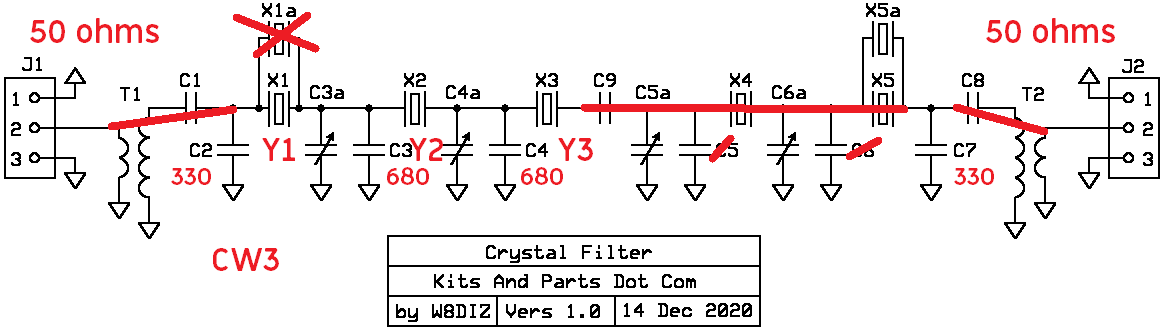 50 ohms
X1a
X5a
50 ohms
J1
T1
C1
X1
C3a
X2
C4a
X3
C9
C5a
X4
C6a
X5
C8
T2
J2
1
2
3
1
2
3
C2
Y1
C3
Y2
C4
Y3
C5
C6
C7
330
680
680
330
CW3
Crystal Filter
Kits And Parts Dot Com
by W8DIZ Vers 1.0 14 Dec 2020